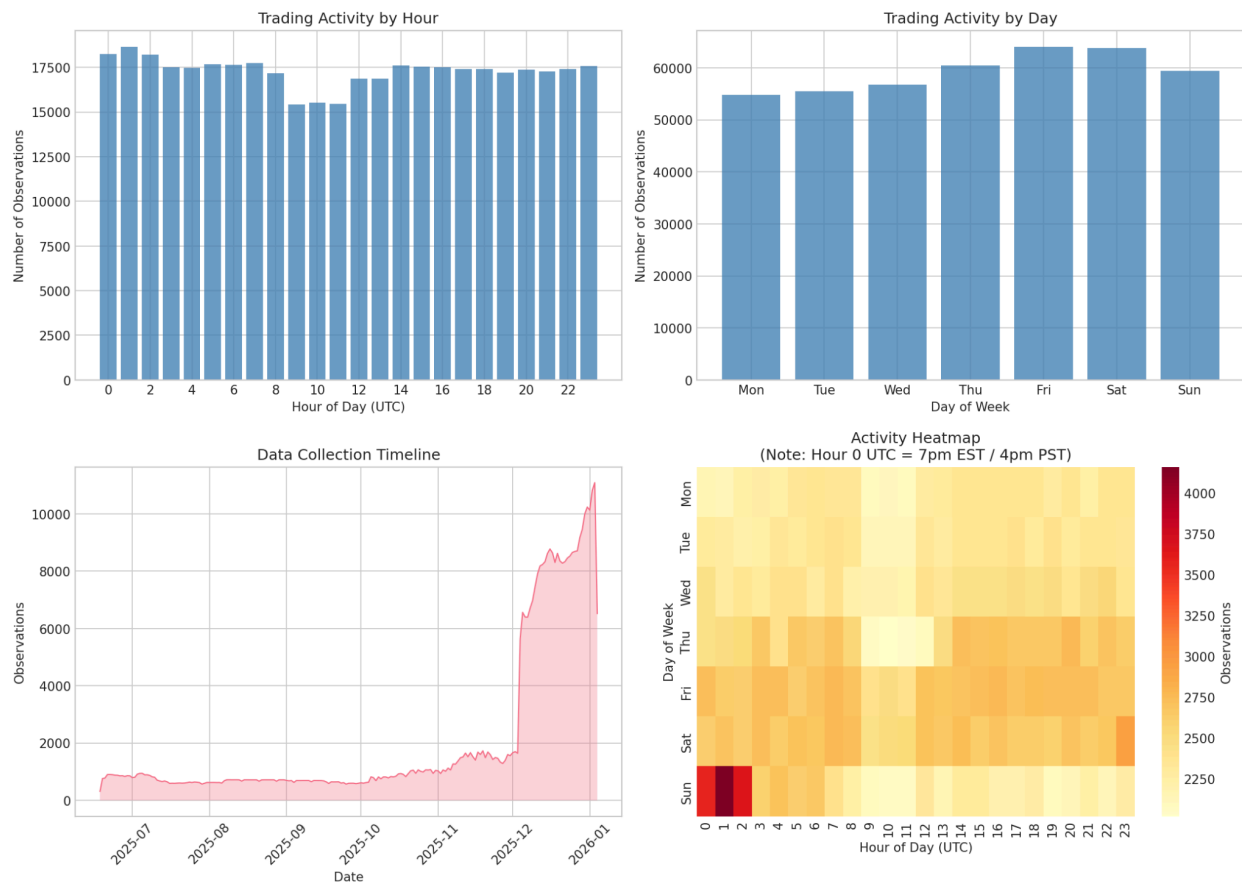 Trading Activity by Hour
Number of Observations
17500
15000
12500
10000
7500
5000
2500
0
0 2 4 6 8 10 12 14 16 18 20 22
Hour of Day (UTC)
Trading Activity by Day
Number of Observations
60000
50000
40000
30000
20000
10000
0
Mon Tue Wed Thu Fri Sat Sun
Day of Week
Data Collection Timeline
Observations
10000
8000
6000
4000
2000
0
2025-07 2025-08 2025-09 2025-10 2025-11 2025-12 2026-01
Date
Activity Heatmap
(Note: Hour 0 UTC = 7pm EST / 4pm PST)
Day of Week
Mon
Tue
Wed
Thu
Fri
Sat
Sun
0 1 2 3 4 5 6 7 8 9 10 11 12 13 14 15 16 17 18 19 20 21 22 23
Hour of Day (UTC)
4000
3750
3500
3250
3000
2750
2500
2250
Observations